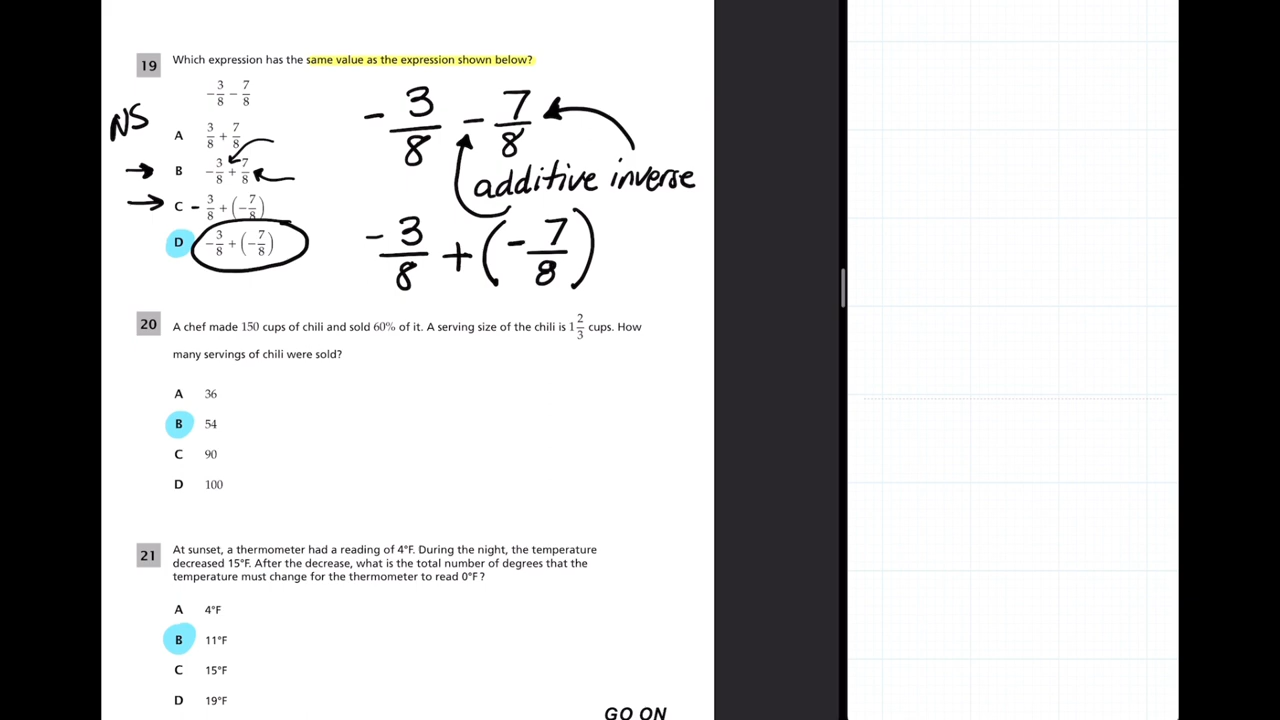 19 Which expression has the same value as the expression shown below?
-3/8 - 7/8
NS
A 3/8 + 7/8
B -3/8 + 7/8
C - 3/8 + (-7/8)
D -3/8 + (-7/8)
-3/8 - 7/8
additive inverse
-3/8 + (-7/8)
20 A chef made 150 cups of chili and sold 60% of it. A serving size of the chili is 1 2/3 cups. How
many servings of chili were sold?
A 36
B 54
C 90
D 100
21 At sunset, a thermometer had a reading of 4°F. During the night, the temperature
decreased 15°F. After the decrease, what is the total number of degrees that the
temperature must change for the thermometer to read 0°F?
A 4°F
B 11°F
C 15°F
D 19°F
GO ON